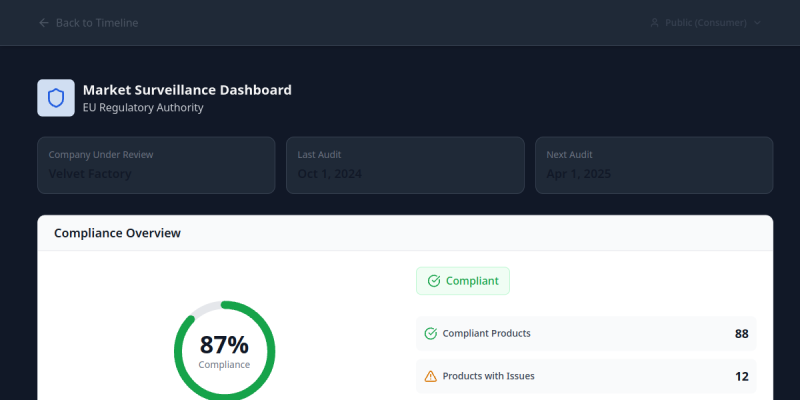 Back to Timeline
Public (Consumer)
Market Surveillance Dashboard
EU Regulatory Authority
Company Under Review
Last Audit
Next Audit
Velvet Factory
Oct 1, 2024
Apr 1, 2025
Compliance Overview
Compliant
87%
Compliance
Compliant Products
88
Products with Issues
12